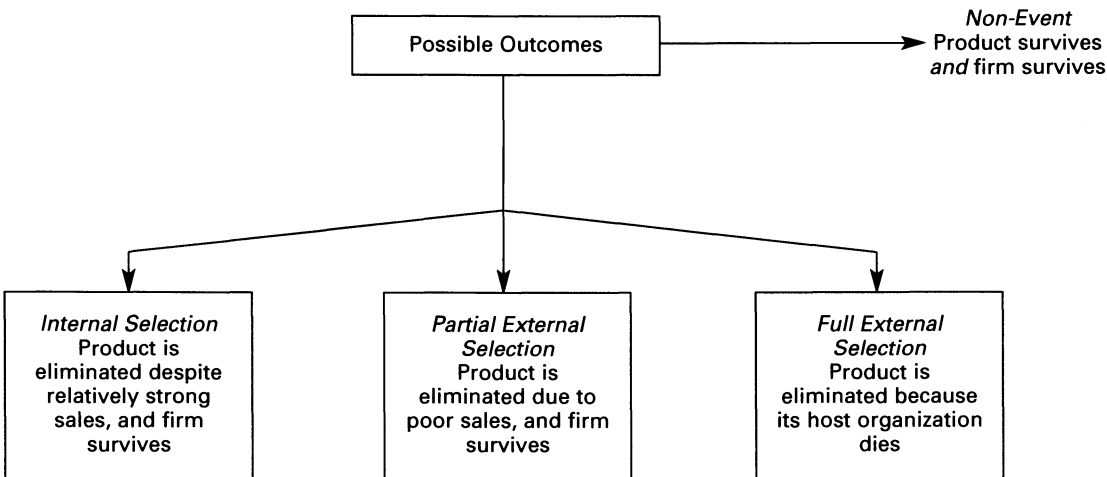 Possible Outcomes
Non-Event
Product survives
and firm survives
Internal Selection
Product is
eliminated despite
relatively strong
sales, and firm
survives
Partial External
Selection
Product is
eliminated due to
poor sales, and firm
survives
Full External
Selection
Product is
eliminated because
its host organization
dies